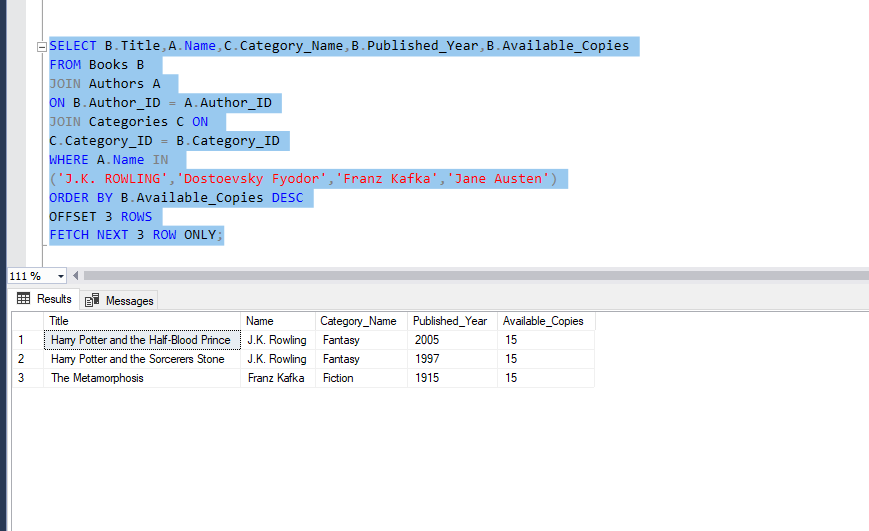 SELECT B.Title,A.Name,C.Category_Name,B.Published_Year,B.Available_Copies
FROM Books B
JOIN Authors A
ON B.Author_ID = A.Author_ID
JOIN Categories C ON
C.Category_ID = B.Category_ID
WHERE A.Name IN
('J.K. ROWLING','Dostoevsky Fyodor','Franz Kafka','Jane Austen')
ORDER BY B.Available_Copies DESC
OFFSET 3 ROWS
FETCH NEXT 3 ROW ONLY;
111 %
Results Messages
Title Name Category_Name Published_Year Available_Copies
1 Harry Potter and the Half-Blood Prince J.K. Rowling Fantasy 2005 15
2 Harry Potter and the Sorcerers Stone J.K. Rowling Fantasy 1997 15
3 The Metamorphosis Franz Kafka Fiction 1915 15